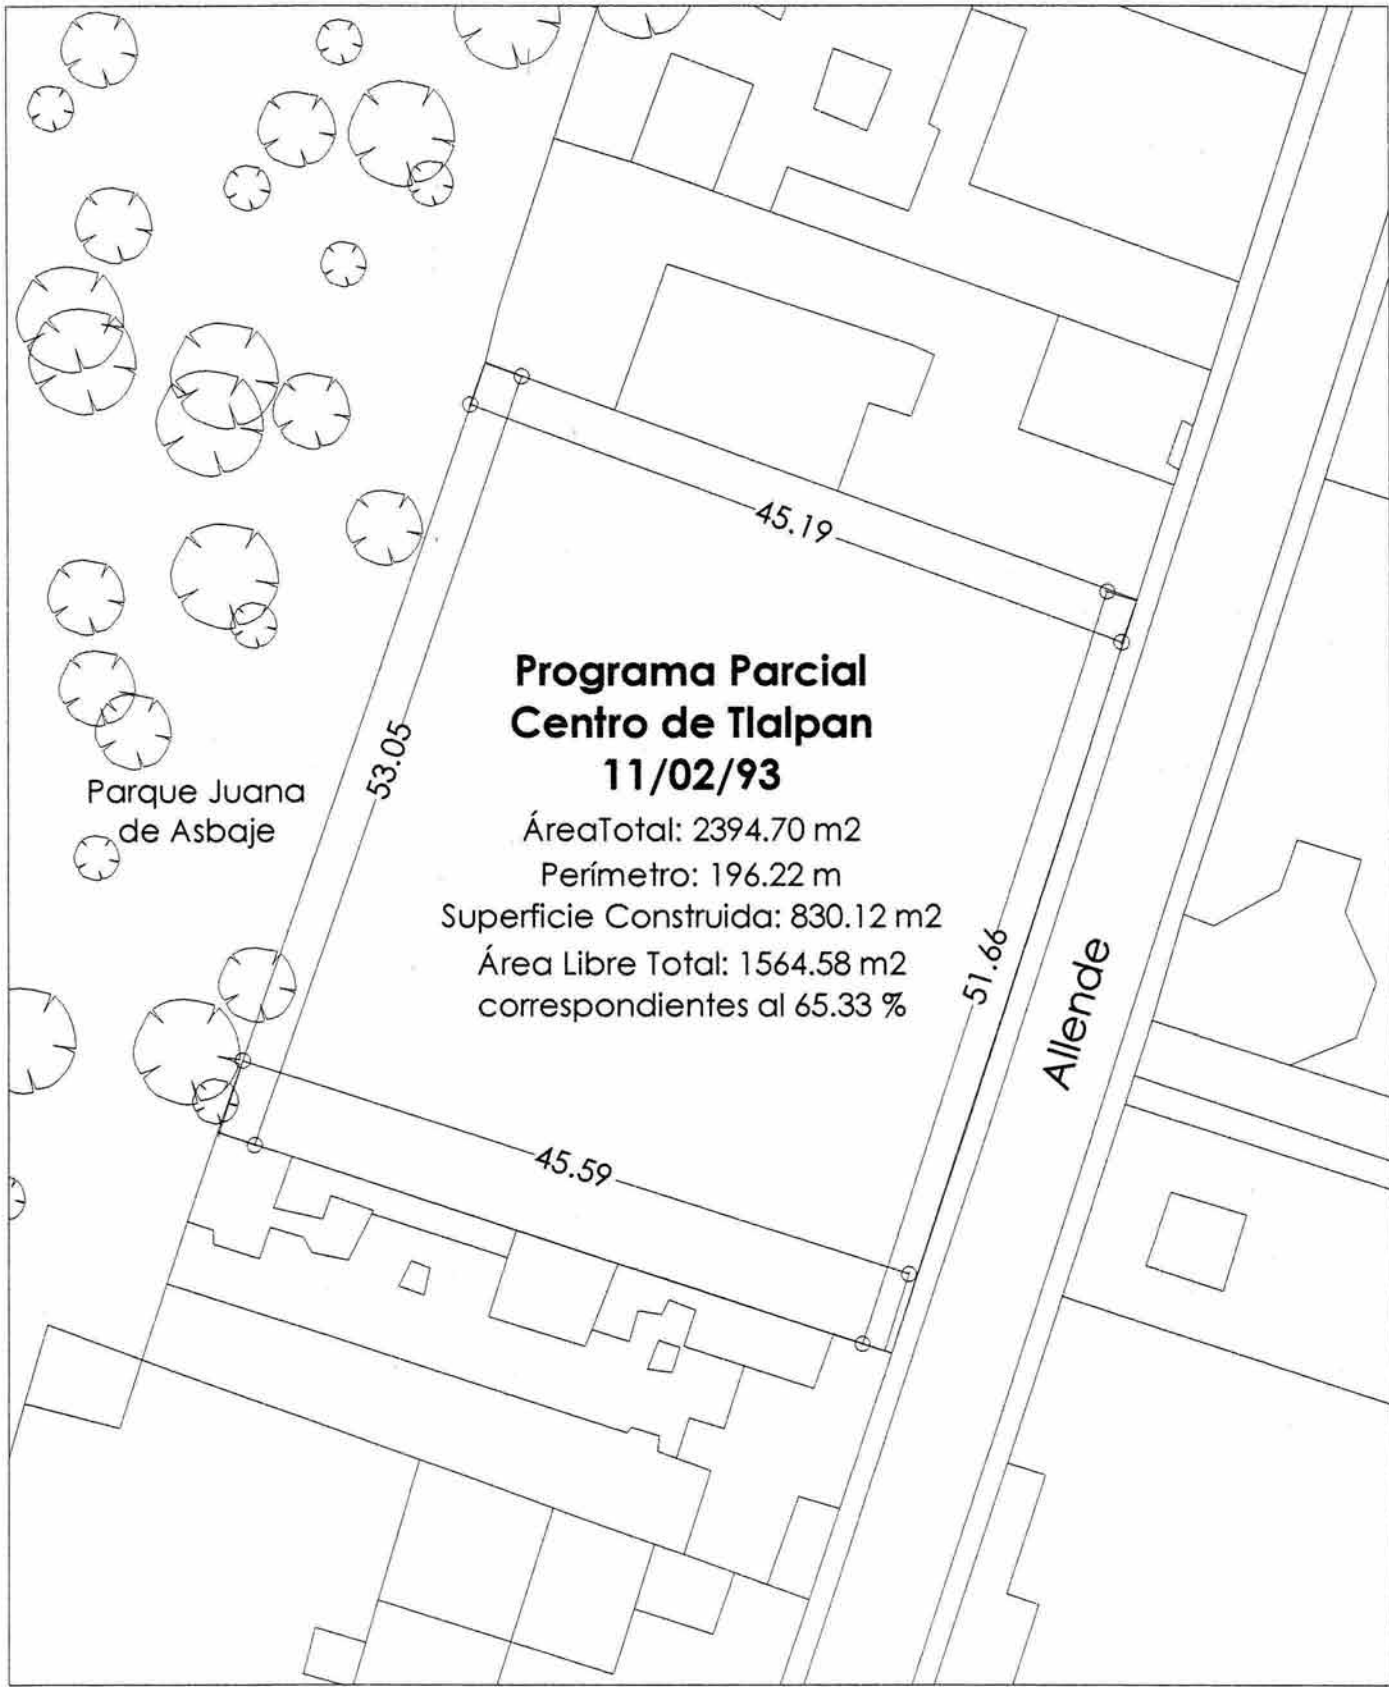 45.19
Programa Parcial
Centro de Tlalpan
11/02/93
53.05
Parque Juana
de Asbaje
ÁreaTotal: 2394.70 m2
Perímetro: 196.22 m
Superficie Construida: 830.12 m2
Área Libre Total: 1564.58 m2
correspondientes al 65.33 %
51.66
Allende
45.59